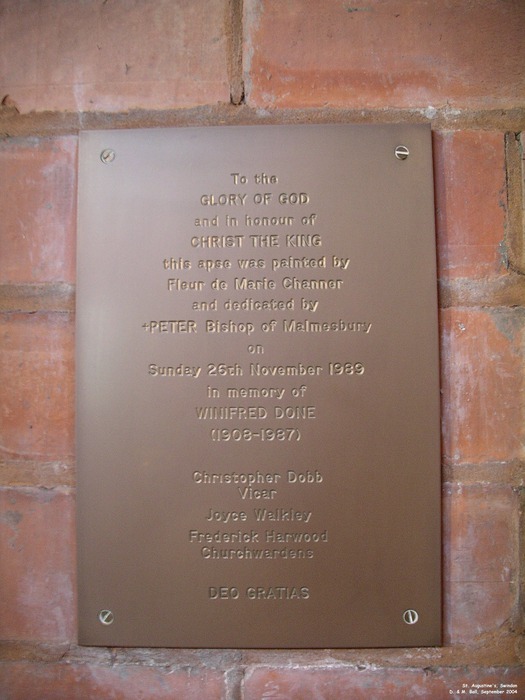 To the
GLORY OF GOD
and in honour of
CHRIST THE KING
this apse was painted by
Fleur de Marie Channer
and dedicated by
+PETER Bishop of Malmesbury
on
Sunday 26th November 1989
in memory of
WINIFRED DONE
(1908-1987)
Christopher Dobb
Vicar
Joyce Walkley
Frederick Harwood
Churchwardens
DEO GRATIAS
St. Augustine's, Swindon
D. & M. Ball, September 2004